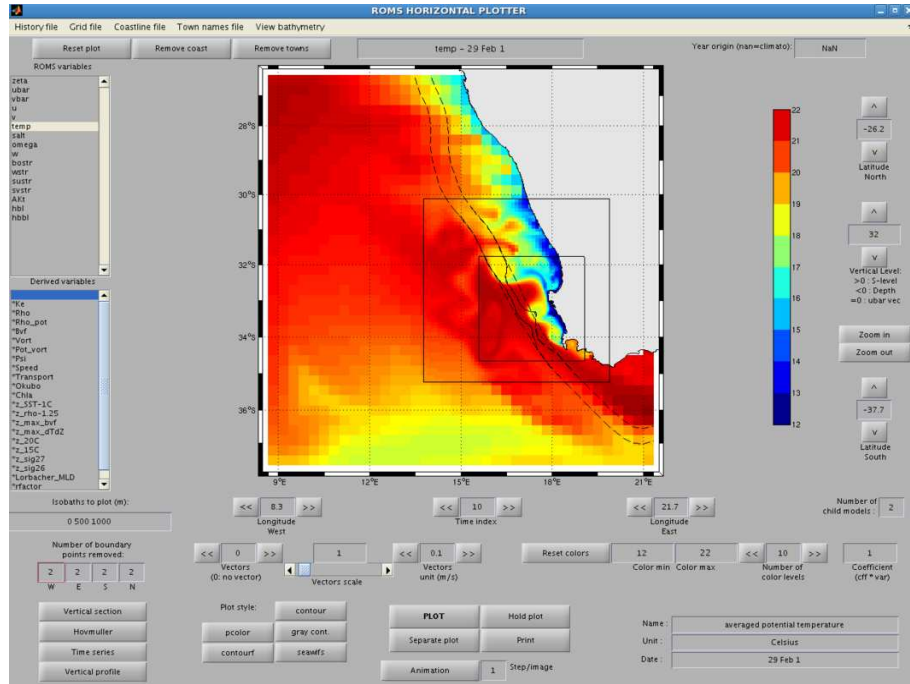 ROMS HORIZONTAL PLOTTER
History file Grid file Coastline file Town names file View bathymetry
Reset plot Remove coast Remove towns temp - 29 Feb 1 Year origin (nan=climato): NaN
ROMS variables
zeta
ubar
vbar
u
v
temp
salt
omega
w
bostr
wstr
sustr
svstr
AKt
hbl
hbbl
Derived variables
*Ke
*Rho
*Rho_pot
*Bvf
*Vort
*Pot_vort
*Psi
*Speed
*Transport
*Okubo
*Chla
*z_SST-1C
*z_rho-1.25
*z_max_bvf
*z_max_dTdZ
*z_20C
*z_15C
*z_sig27
*z_sig26
*Lorbacher_MLD
*rfactor
26°S
28°S
30°S
32°S
34°S
36°S
9°E 12°E 15°E 18°E 21°E
22
21
20
19
18
17
16
15
14
13
12
^
-26.2
v
Latitude
North
^
32
v
Vertical Level:
>0 : S-level
<0 : Depth
=0 : ubar vec
Zoom in
Zoom out
^
-37.7
v
Latitude
South
Isobaths to plot (m):
0 500 1000
<< 8.3 >>
Longitude
West
<< 10 >>
Time index
<< 21.7 >>
Longitude
East
Number of
child models : 2
Number of boundary
points removed:
2 2 2 2
W E S N
<< 0 >>
Vectors
(0: no vector)
1
Vectors scale
<< 0.1 >>
Vectors
unit (m/s)
Reset colors 12 22
Color min Color max
<< 10 >>
Number of
color levels
1
Coefficient
(cff * var)
Vertical section
Hovmuller
Time series
Vertical profile
Plot style: contour
pcolor gray cont.
contourf seawifs
PLOT Hold plot
Separate plot Print
Animation 1 Step/image
Name : averaged potential temperature
Unit : Celsius
Date : 29 Feb 1